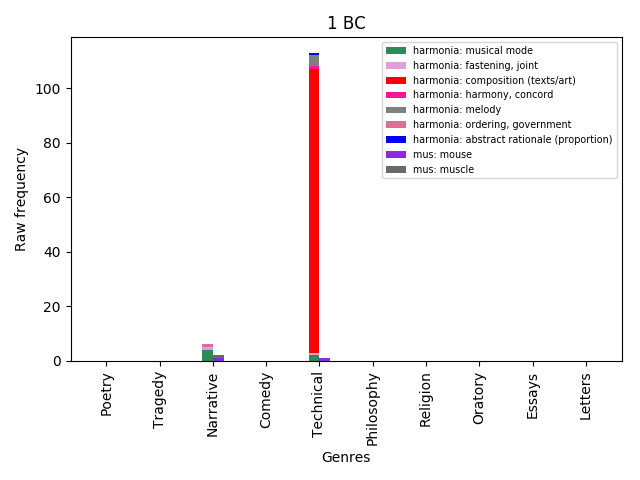 1 BC
harmonia: musical mode
harmonia: fastening, joint
harmonia: composition (texts/art)
harmonia: harmony, concord
harmonia: melody
harmonia: ordering, government
harmonia: abstract rationale (proportion)
mus: mouse
mus: muscle
Raw frequency
100
80
60
40
20
0
Poetry
Tragedy
Narrative
Comedy
Technical
Philosophy
Religion
Oratory
Essays
Letters
Genres